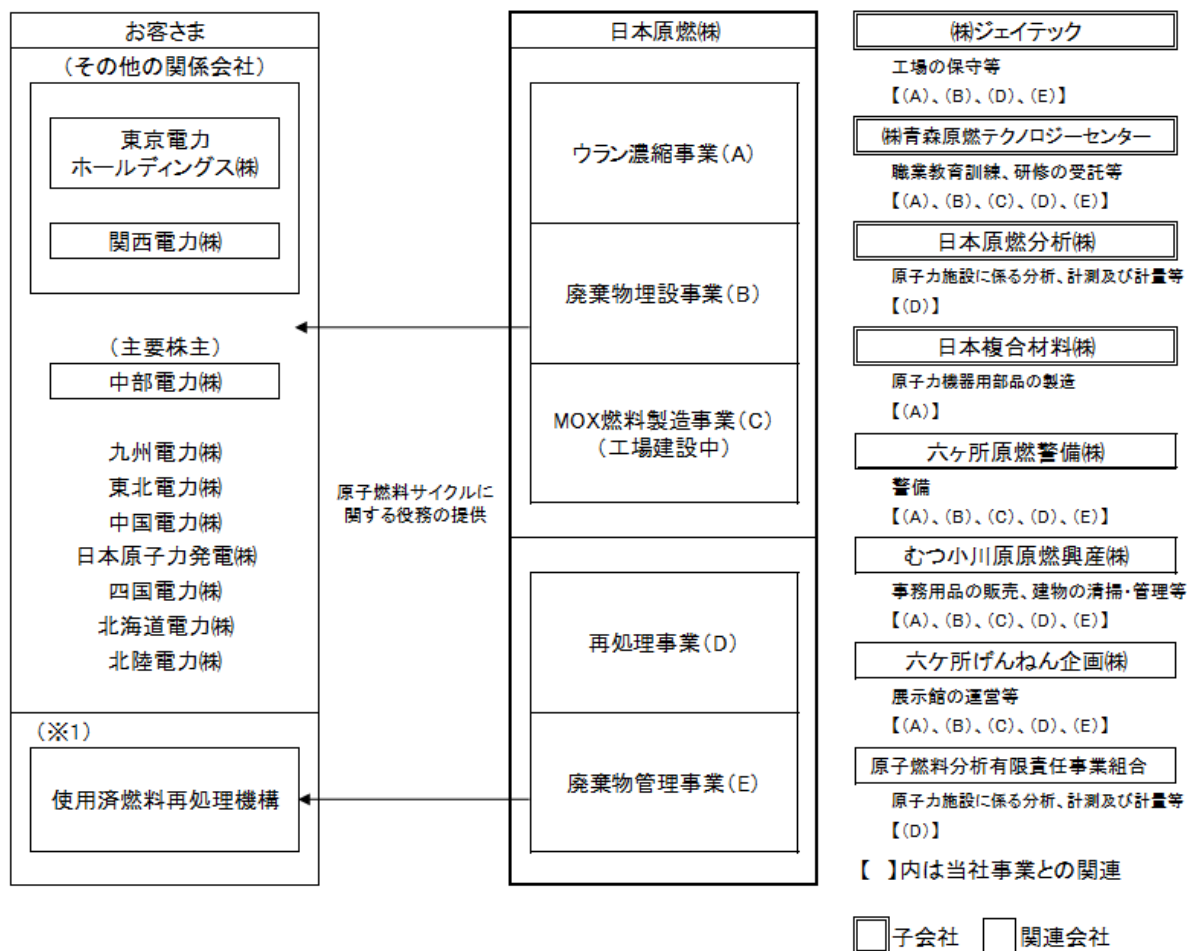 お客さま
(その他の関係会社)
東京電力
ホールディングス㈱
関西電力㈱
(主要株主)
中部電力㈱
九州電力㈱
東北電力㈱
中国電力㈱
日本原子力発電㈱
四国電力㈱
北海道電力㈱
北陸電力㈱
(※1)
使用済燃料再処理機構
原子燃料サイクルに
関する役務の提供
日本原燃㈱
ウラン濃縮事業(A)
廃棄物埋設事業(B)
MOX燃料製造事業(C)
(工場建設中)
再処理事業(D)
廃棄物管理事業(E)
㈱ジェイテック
工場の保守等
【(A)、(B)、(D)、(E)】
㈱青森原燃テクノロジーセンター
職業教育訓練、研修の受託等
【(A)、(B)、(C)、(D)、(E)】
日本原燃分析㈱
原子力施設に係る分析、計測及び計量等
【(D)】
日本複合材料㈱
原子力機器用部品の製造
【(A)】
六ヶ所原燃警備㈱
警備
【(A)、(B)、(C)、(D)、(E)】
むつ小川原原燃興産㈱
事務用品の販売、建物の清掃・管理等
【(A)、(B)、(C)、(D)、(E)】
六ケ所げんねん企画㈱
展示館の運営等
【(A)、(B)、(C)、(D)、(E)】
原子燃料分析有限責任事業組合
原子力施設に係る分析、計測及び計量等
【(D)】
【 】内は当社事業との関連
子会社 関連会社